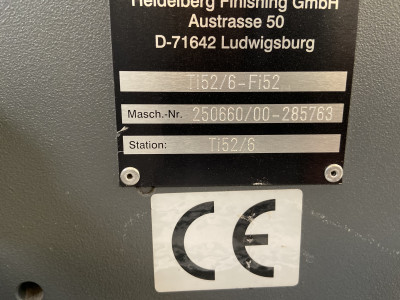 Heidelberg Finishing GmbH
Austrasse 50
D-71642 Ludwigsburg
Ti52/6-Fi52
Masch.-Nr. 250660/00-285763
Station: Ti52/6
CE